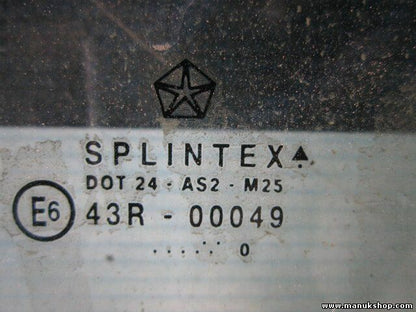 SPLINTEX
DOT 24 - AS2 - M25
E6 43R - 00049
...... 0
www.manukshop.com